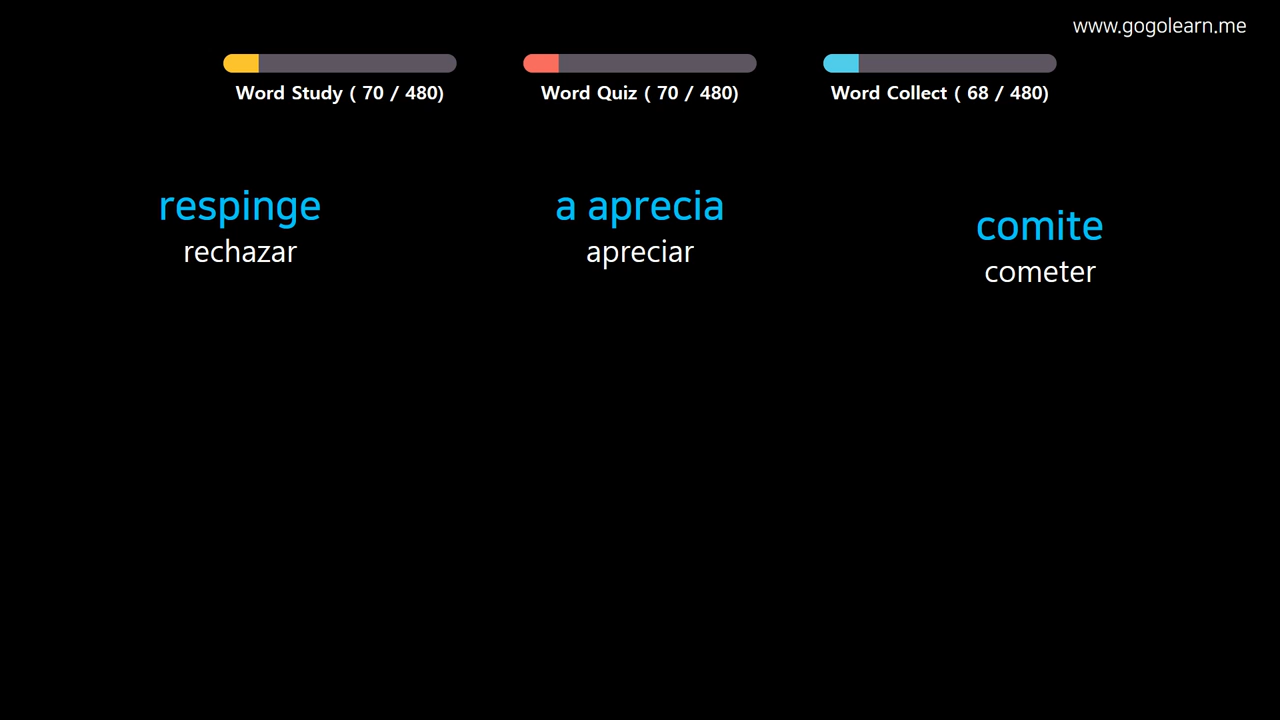 www.gogolearn.me
Word Study ( 70 / 480)
Word Quiz ( 70 / 480)
Word Collect ( 68 / 480)
respinge
rechazar
a aprecia
apreciar
comite
cometer